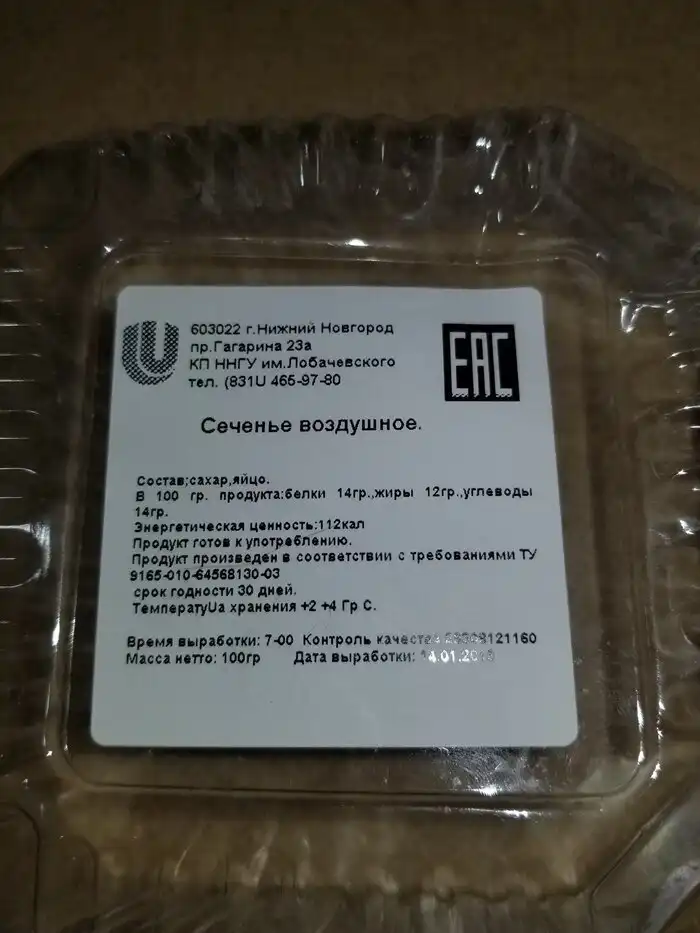 603022 г.Нижний Новгород
пр.Гагарина 23а
КП ННГУ им.Лобачевского
тел. (831U 465-97-80
EAC
Сеченье воздушное.
Состав;сахар,яйцо.
В 100 гр. продукта:белки 14гр.,жиры 12гр.,углеводы
14гр.
Энергетическая ценность:112кал
Продукт готов к употреблению.
Продукт произведен в соответствии с требованиями ТУ
9165-010-64568130-03
срок годности 30 дней.
ТемператуUа хранения +2 +4 Гр С.
Время выработки: 7-00 Контроль качества
Масса нетто: 100гр Дата выработки: